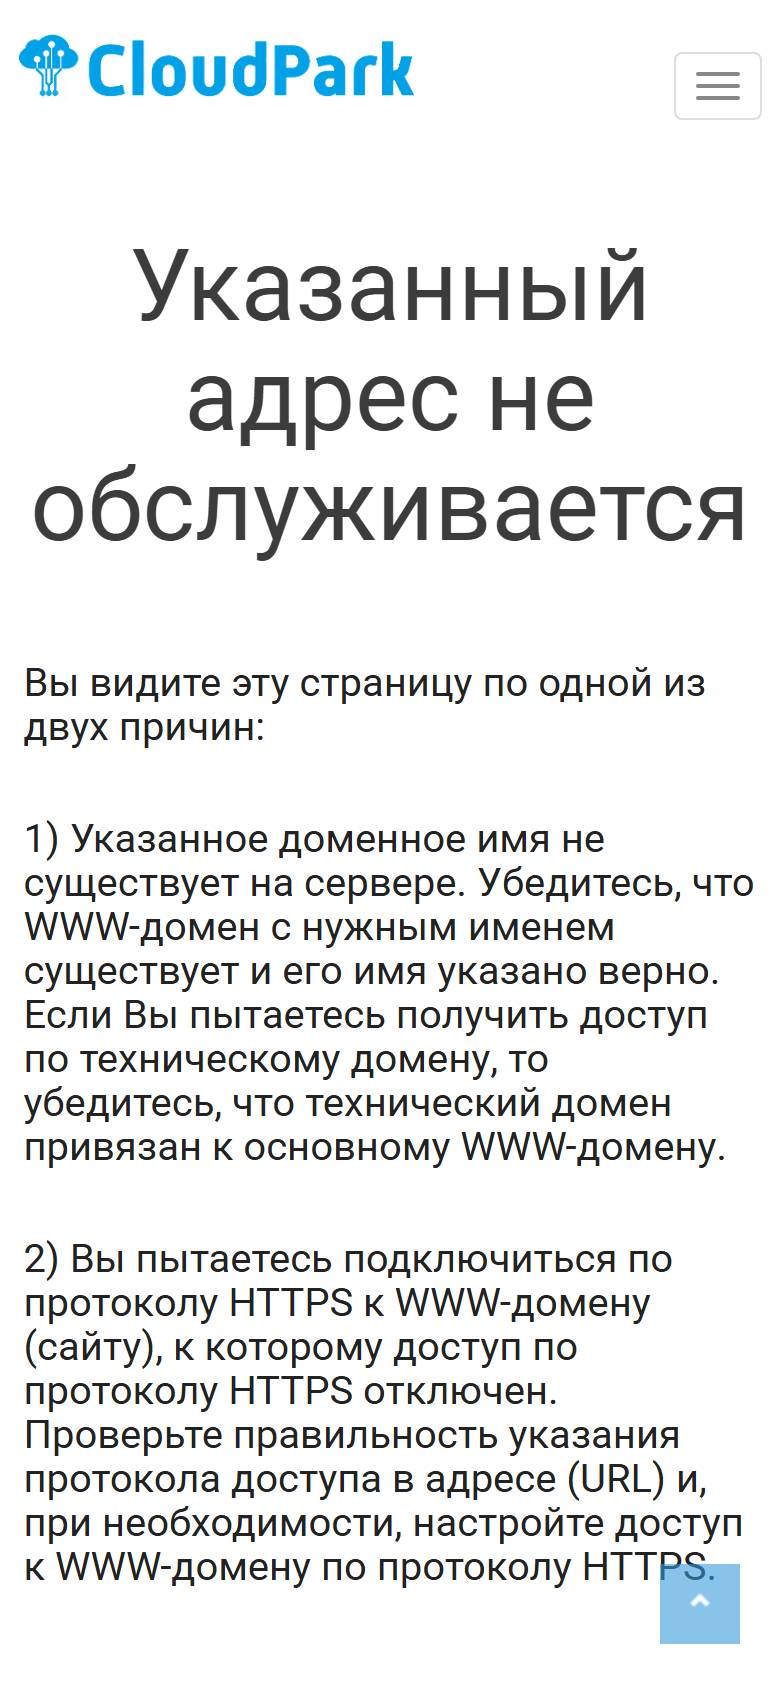 CloudPark
Указанный
адрес не
обслуживается
Вы видите эту страницу по одной из
двух причин:
1) Указанное доменное имя не
существует на сервере. Убедитесь, что
WWW-домен с нужным именем
существует и его имя указано верно.
Если Вы пытаетесь получить доступ
по техническому домену, то
убедитесь, что технический домен
привязан к основному WWW-домену.
2) Вы пытаетесь подключиться по
протоколу HTTPS к WWW-домену
(сайту), к которому доступ по
протоколу HTTPS отключен.
Проверьте правильность указания
протокола доступа в адресе (URL) и,
при необходимости, настройте доступ
к WWW-домену по протоколу HTTPS.